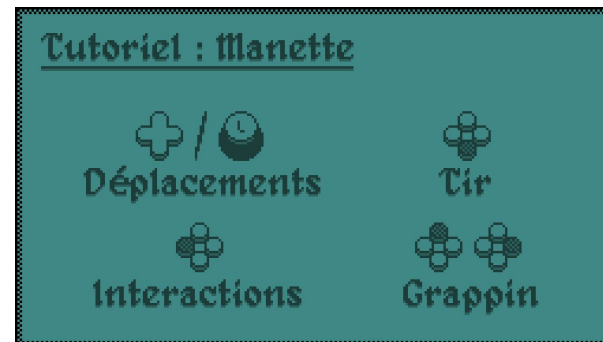 Tutoriel : Manette
/ L
Déplacements
Tir
Interactions
Grappin